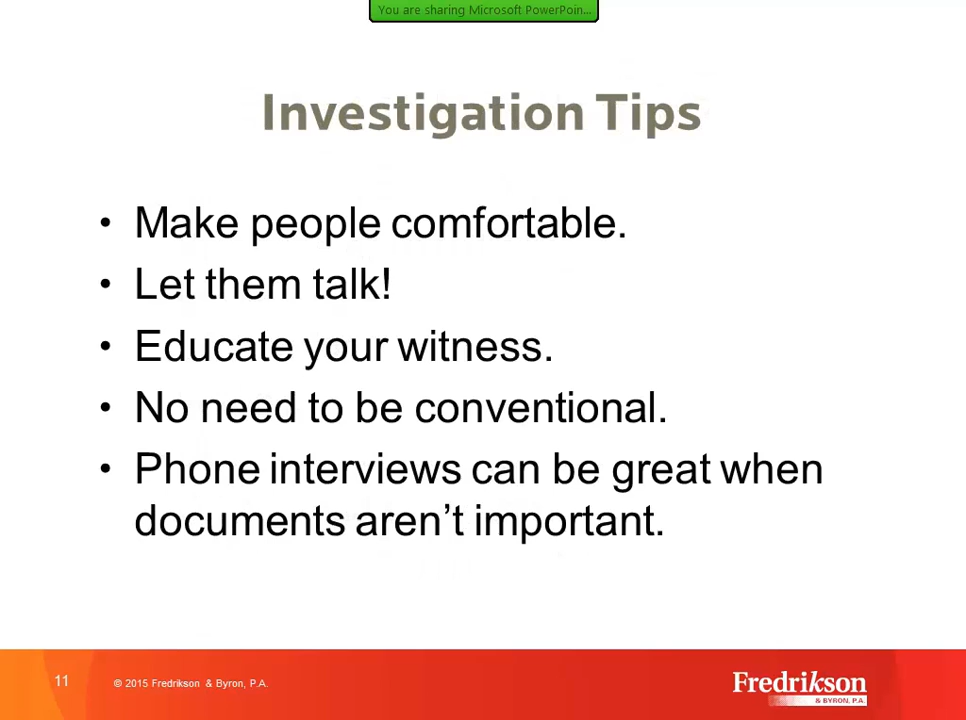 You are sharing Microsoft PowerPoin...
Investigation Tips
• Make people comfortable.
• Let them talk!
• Educate your witness.
• No need to be conventional.
• Phone interviews can be great when
documents aren’t important.
11
© 2015 Fredrikson & Byron, P.A.
Fredrikson
& BYRON, P.A.